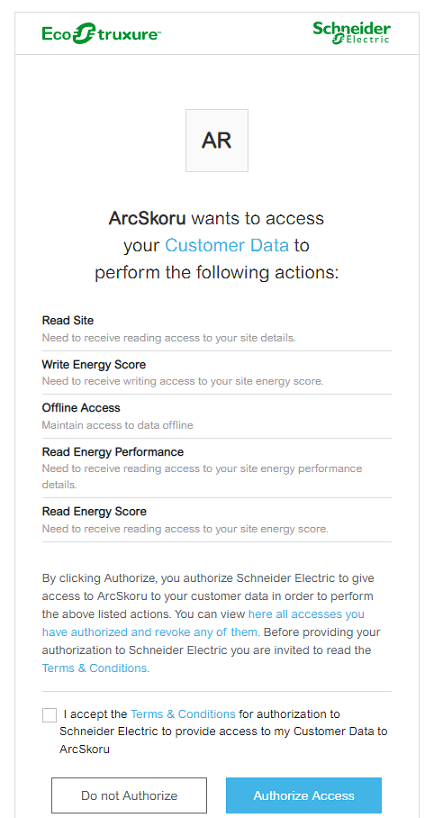 EcoStruxure™
Schneider
Electric
AR
ArcSkoru wants to access
your Customer Data to
perform the following actions:
Read Site
Need to receive reading access to your site details.
Write Energy Score
Need to receive writing access to your site energy score.
Offline Access
Maintain access to data offline
Read Energy Performance
Need to receive reading access to your site energy performance
details.
Read Energy Score
Need to receive reading access to your site energy score.
By clicking Authorize, you authorize Schneider Electric to give
access to ArcSkoru to your customer data in order to perform
the above listed actions. You can view here all accesses you
have authorized and revoke any of them. Before providing your
authorization to Schneider Electric you are invited to read the
Terms & Conditions.
I accept the Terms & Conditions for authorization to
Schneider Electric to provide access to my Customer Data to
ArcSkoru
Do not Authorize
Authorize Access